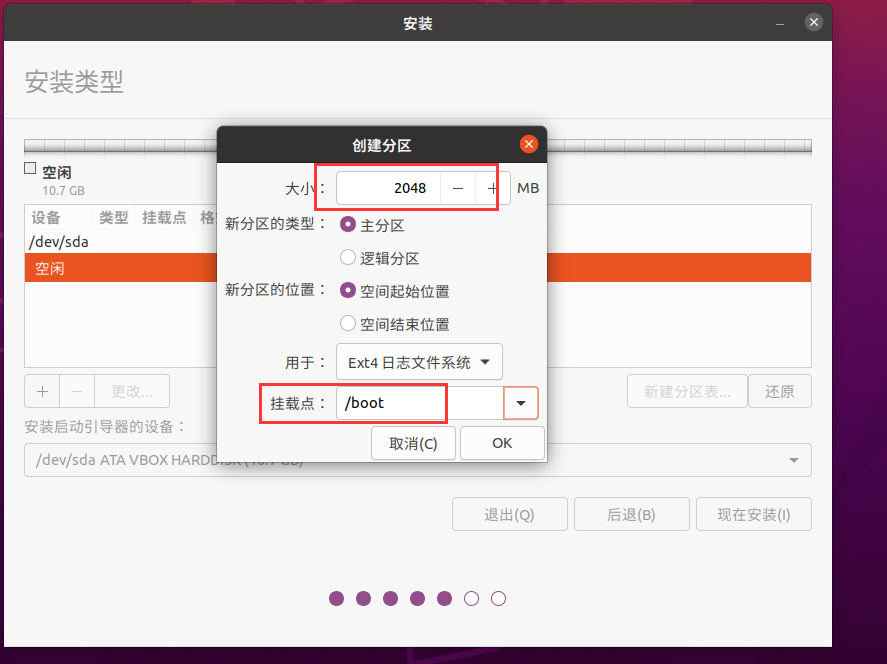 安装
安装类型
创建分区
空闲
10.7 GB
大小： 2048 MB
设备 类型 挂载点
新分区的类型： 主分区
/dev/sda
逻辑分区
空闲
新分区的位置： 空间起始位置
空间结束位置
用于： Ext4 日志文件系统
更改... 新建分区表... 还原
挂载点： /boot
安装启动引导器的设备：
取消(C) OK
/dev/sda ATA VBOX HARDDISK (10.7 GB)
退出(Q) 后退(B) 现在安装(I)